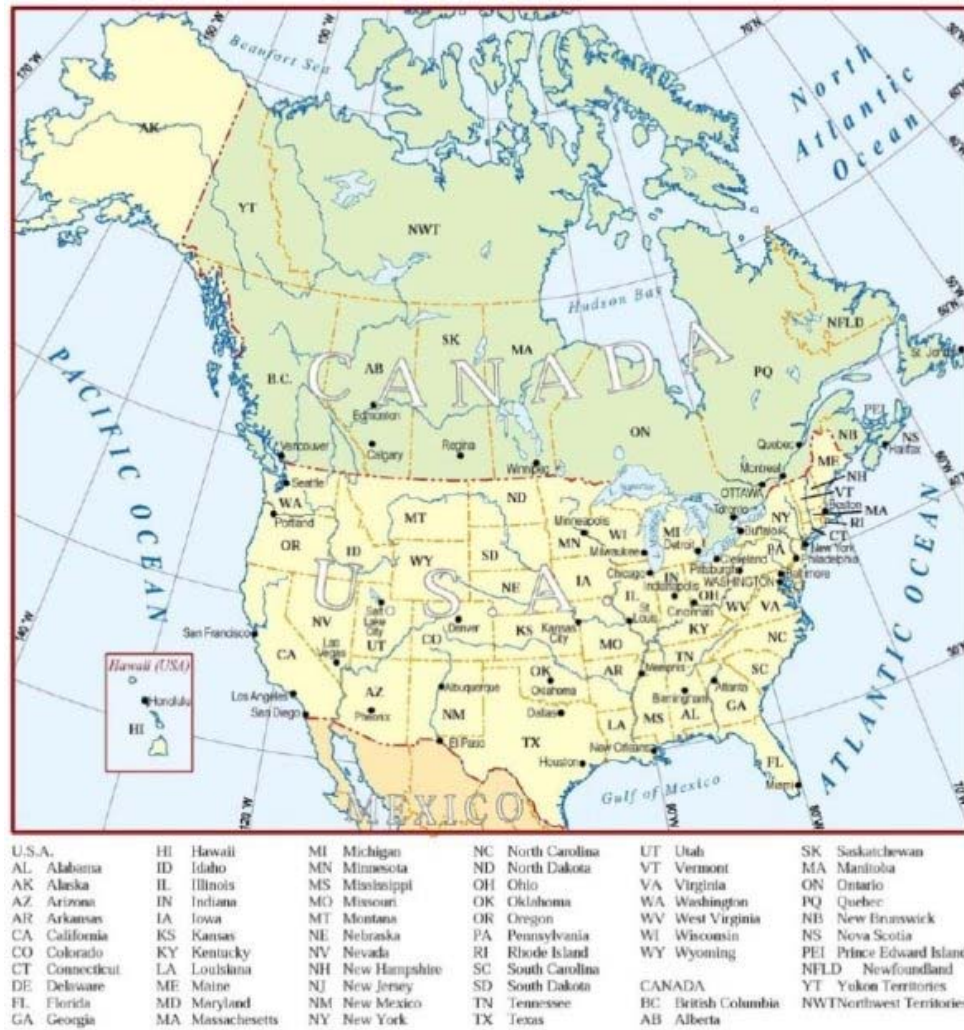 170 °W
150 °W
130 °W
Beaufort Sea
70°N
North
Atlantic
Ocean
AK
YT
NWT
Hudson Bay
NFLD
St. Jonés
CANADA
SK
MA
AB
B.C.
PQ
ON
Edmonton
PEI
NB
NS
Halifax
Vancouver
Calgary
Regina
Winnipeg
Quebec
Montreal
ME
OTTAWA
NH
VT
PACIFIC OCEAN
Seattle
WA
Portland
ND
MT
Superior
Toronto
NY
Boston
MA
RI
CT
Minneapolis
MN
WI
MI
Buffalo
OR
ID
WY
SD
Milwaukee
Detroit
Cleveland
PA
New York
Philadelphia
Chicago
Pittsburgh
WASHINGTON
Baltimore
U.S.A.
NE
IA
IL
IN
Indianapolis
OH
Cincinnati
WV
VA
Salt
Lake
City
NV
UT
CO
Denver
KS
Kansas
City
St
Louis
MO
KY
NC
San Francisco
Las
Vegas
CA
TN
Memphis
SC
Hawaii (USA)
Honolulu
HI
Los Angeles
San Diego
AZ
Phoenix
Albuquerque
NM
OK
Oklahoma
AR
Birmingham
Atlanta
GA
Dallas
MS
AL
LA
El Paso
TX
New Orleans
Houston
FL
Miami
Gulf of Mexico
MEXICO
ATLANTIC OCEAN
120 °W
U.S.A.
AL Alabama
AK Alaska
AZ Arizona
AR Arkansas
CA California
CO Colorado
CT Connecticut
DE Delaware
FL Florida
GA Georgia
HI Hawaii
ID Idaho
IL Illinois
IN Indiana
IA Iowa
KS Kansas
KY Kentucky
LA Louisiana
ME Maine
MD Maryland
MA Massachsetts
MI Michigan
MN Minnesota
MS Mississippi
MO Missouri
MT Montana
NE Nebraska
NV Nevada
NH New Hampshire
NJ New Jersey
NM New Mexico
NY New York
NC North Carolina
ND North Dakota
OH Ohio
OK Oklahoma
OR Oregon
PA Pennsylvania
RI Rhode Island
SC South Carolina
SD South Dakota
TN Tennessee
TX Texas
UT Utah
VT Vermont
VA Virginia
WA Washington
WV West Virginia
WI Wisconsin
WY Wyoming
CANADA
BC British Columbia
AB Alberta
SK Saskatchewan
MA Manitoba
ON Ontario
PQ Quebec
NB New Brunswick
NS Nova Scotia
PEI Prince Edward Island
NFLD Newfoundland
YT Yukon Territories
NWT Northwest Territories